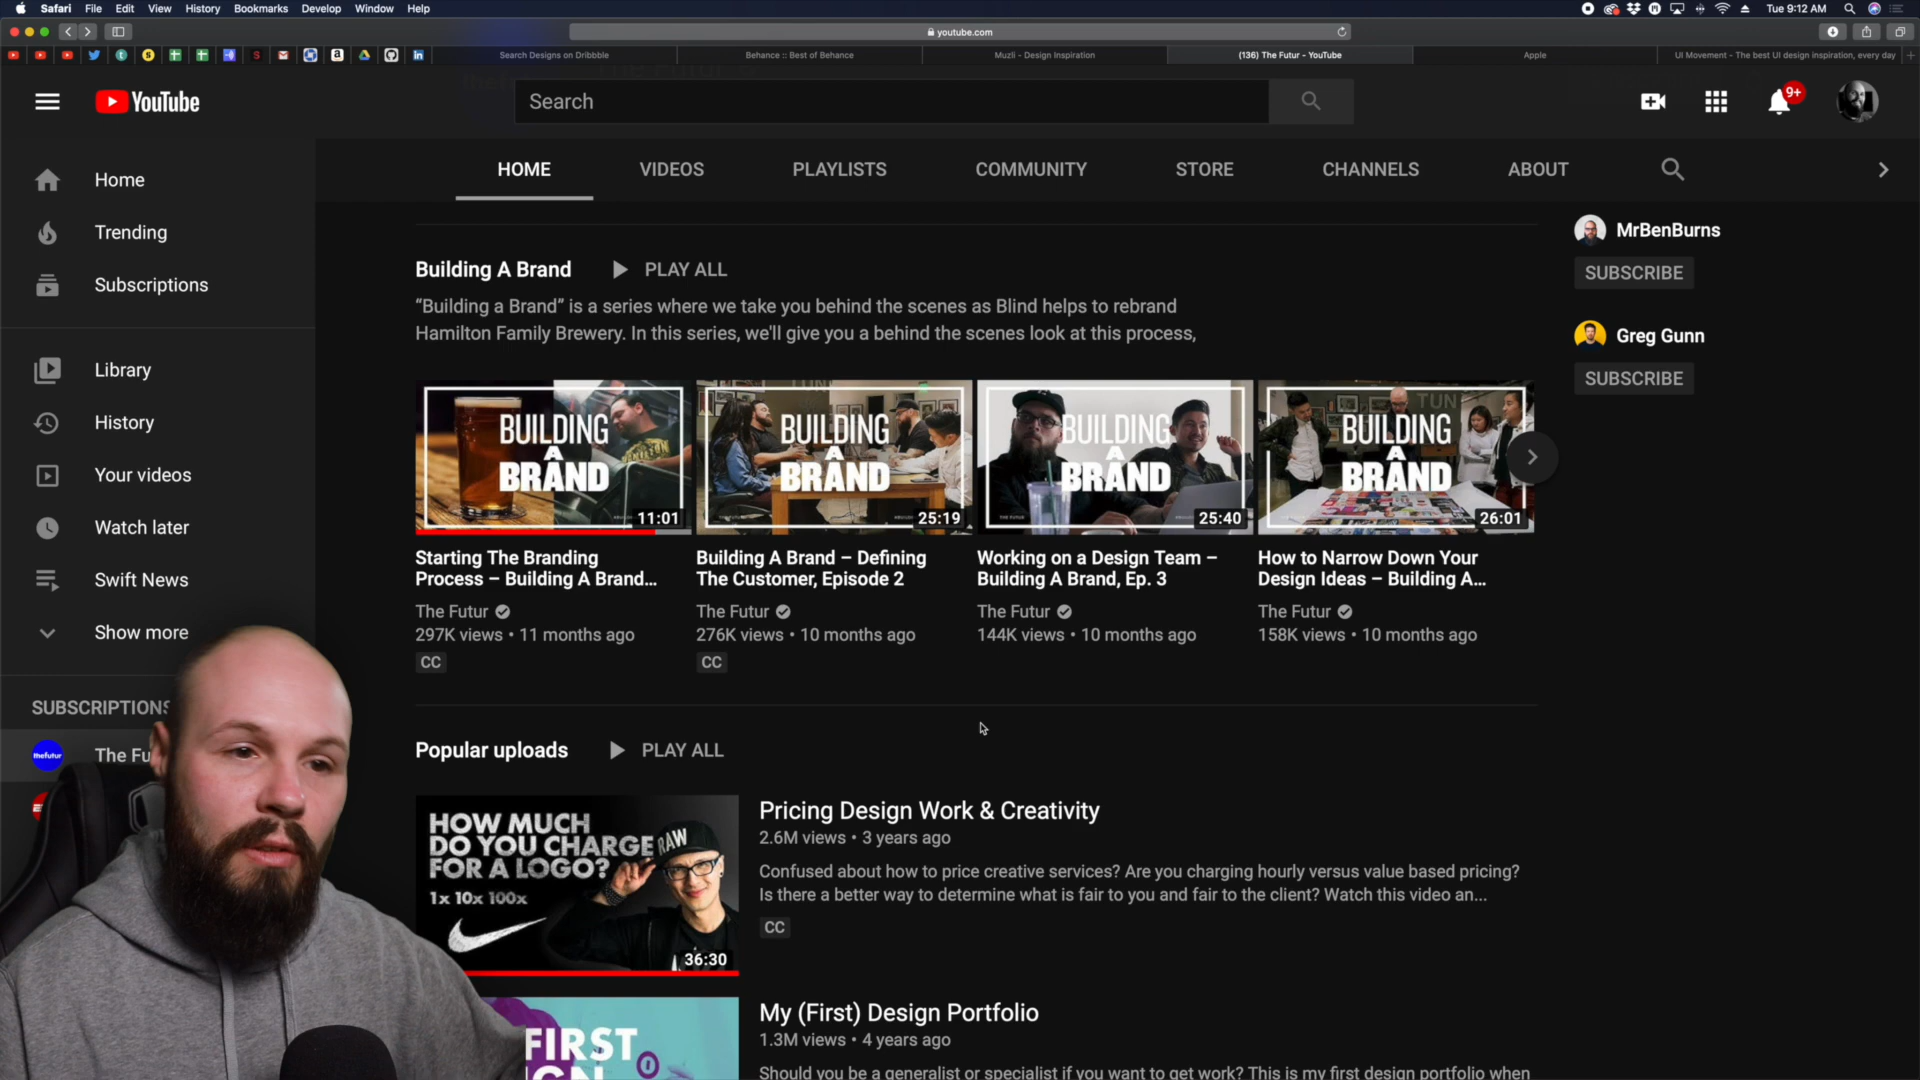 Safari File Edit View History Bookmarks Develop Window Help
Tue 9:12 AM
youtube.com
Search Designs on Dribbble
Behance :: Best of Behance
Muzli - Design Inspiration
(136) The Futur - YouTube
Apple
UI Movement - The best UI design inspiration, every day
YouTube
Search
9+
Home
Trending
Subscriptions
Library
History
Your videos
Watch later
Swift News
Show more
SUBSCRIPTIONS
thefutur
The Fu
HOME VIDEOS PLAYLISTS COMMUNITY STORE CHANNELS ABOUT
Building A Brand PLAY ALL
“Building a Brand” is a series where we take you behind the scenes as Blind helps to rebrand
Hamilton Family Brewery. In this series, we'll give you a behind the scenes look at this process,
BUILDING
A
BRAND
11:01
Starting The Branding
Process – Building A Brand...
The Futur
297K views • 11 months ago
CC
BUILDING
A
BRAND
25:19
Building A Brand – Defining
The Customer, Episode 2
The Futur
276K views • 10 months ago
CC
BUILDING
A
BRAND
THE FUTUR
25:40
Working on a Design Team –
Building A Brand, Ep. 3
The Futur
144K views • 10 months ago
TUN
BUILDING
A
BRAND
26:01
How to Narrow Down Your
Design Ideas – Building A...
The Futur
158K views • 10 months ago
MrBenBurns
SUBSCRIBE
Greg Gunn
SUBSCRIBE
Popular uploads PLAY ALL
HOW MUCH
DO YOU CHARGE
FOR A LOGO?
1x 10x 100x
RAW
36:30
Pricing Design Work & Creativity
2.6M views • 3 years ago
Confused about how to price creative services? Are you charging hourly versus value based pricing?
Is there a better way to determine what is fair to you and fair to the client? Watch this video an...
CC
FIRST
My (First) Design Portfolio
1.3M views • 4 years ago
Should you be a generalist or specialist if you want to get work? This is my first design portfolio when